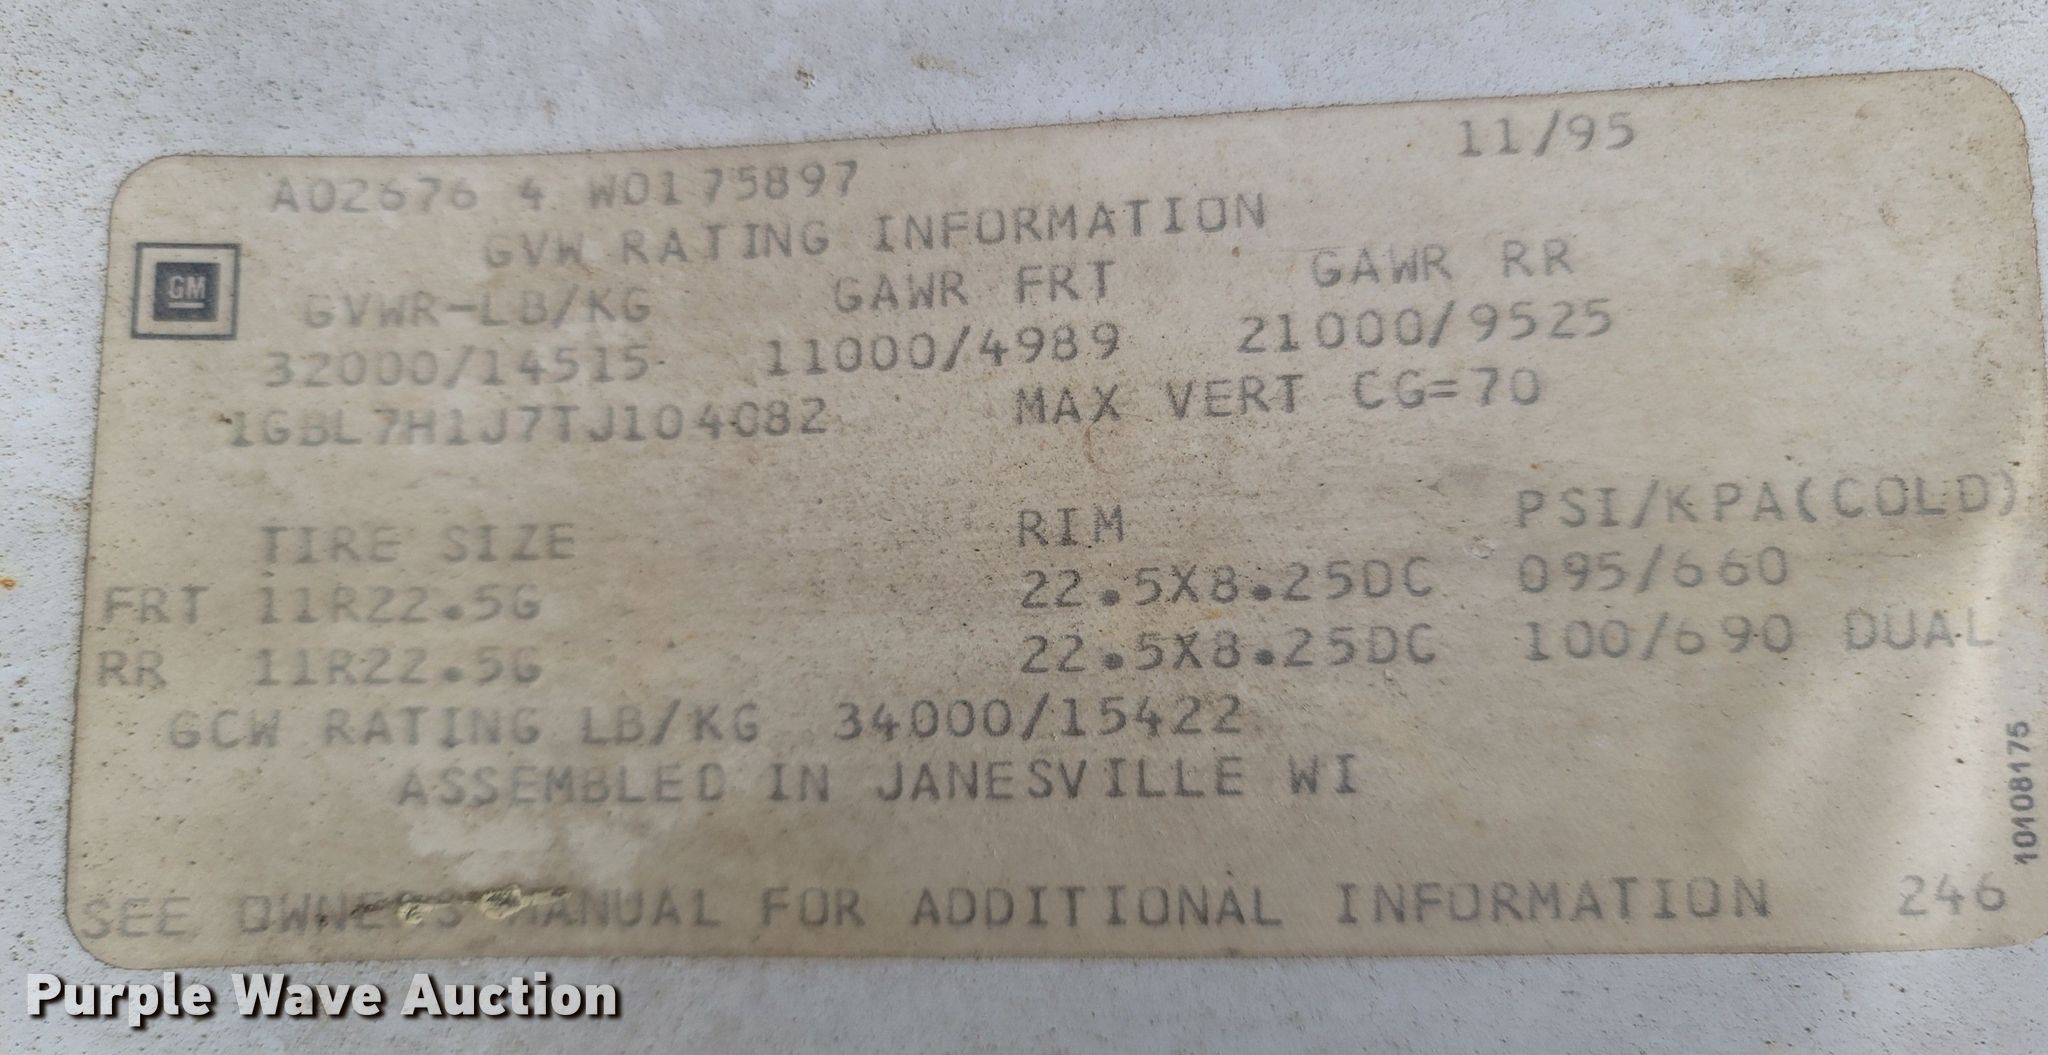 11/95
A02676 4 W0175897
GVW RATING INFORMATION
GM
GVWR-LB/KG GAWR FRT GAWR RR
32000/14515 11000/4989 21000/9525
1GBL7H1J7TJ104082 MAX VERT CG=70
TIRE SIZE RIM PSI/KPA(COLD)
FRT 11R22.5G 22.5X8.25DC 095/660
RR 11R22.5G 22.5X8.25DC 100/690 DUAL
GCW RATING LB/KG 34000/15422
ASSEMBLED IN JANESVILLE WI
10108175
SEE OWNER'S MANUAL FOR ADDITIONAL INFORMATION 246
Purple Wave Auction